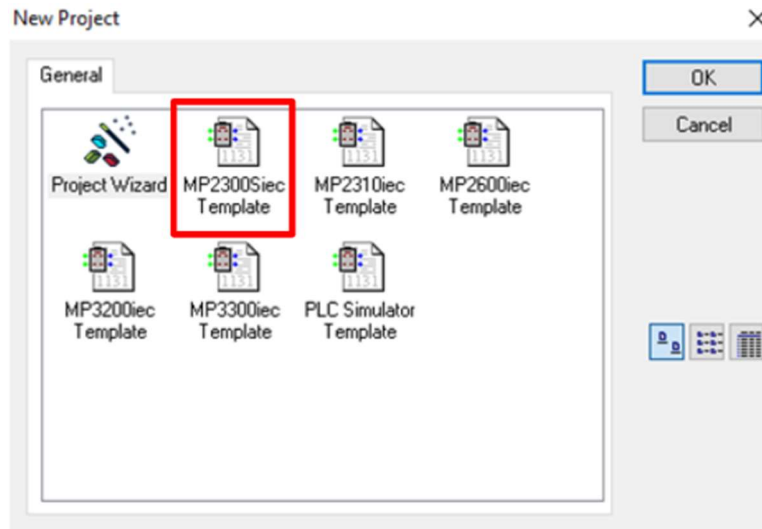 New Project
General
OK
Cancel
Project Wizard
MP2300Siec
Template
MP2310iec
Template
MP2600iec
Template
MP3200iec
Template
MP3300iec
Template
PLC Simulator
Template